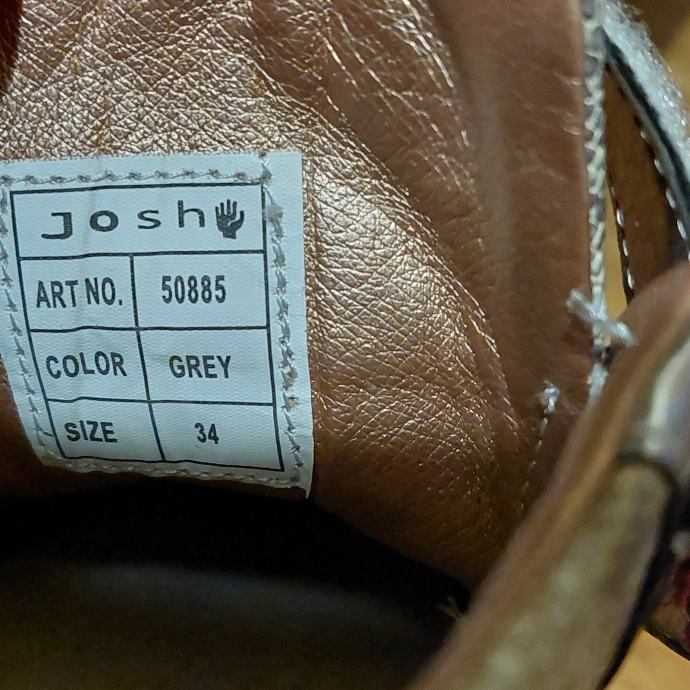 Josh
ART NO. 50885
COLOR GREY
SIZE 34